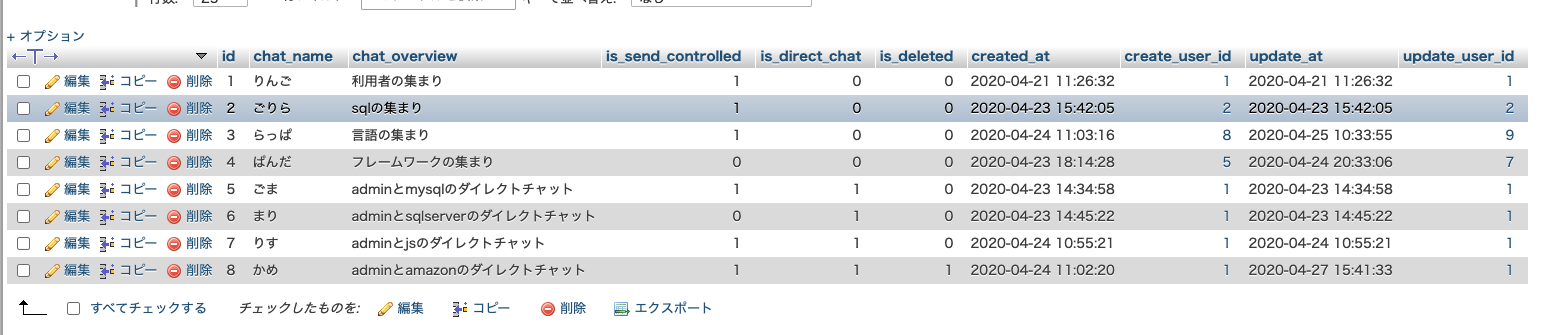 行数:
+ オプション
←T→ ▼ id chat_name chat_overview is_send_controlled is_direct_chat is_deleted created_at create_user_id update_at update_user_id
編集 コピー 削除 1 りんご 利用者の集まり 1 0 0 2020-04-21 11:26:32 1 2020-04-21 11:26:32 1
編集 コピー 削除 2 ごりら sqlの集まり 1 0 0 2020-04-23 15:42:05 2 2020-04-23 15:42:05 2
編集 コピー 削除 3 らっぱ 言語の集まり 1 0 0 2020-04-24 11:03:16 8 2020-04-25 10:33:55 9
編集 コピー 削除 4 ぱんだ フレームワークの集まり 0 0 0 2020-04-23 18:14:28 5 2020-04-24 20:33:06 7
編集 コピー 削除 5 ごま adminとmysqlのダイレクトチャット 1 1 0 2020-04-23 14:34:58 1 2020-04-23 14:34:58 1
編集 コピー 削除 6 まり adminとsqlserverのダイレクトチャット 0 1 0 2020-04-23 14:45:22 1 2020-04-23 14:45:22 1
編集 コピー 削除 7 りす adminとjsのダイレクトチャット 1 1 0 2020-04-24 10:55:21 1 2020-04-24 10:55:21 1
編集 コピー 削除 8 かめ adminとamazonのダイレクトチャット 1 1 1 2020-04-24 11:02:20 1 2020-04-27 15:41:33 1
すべてチェックする チェックしたものを: 編集 コピー 削除 エクスポート